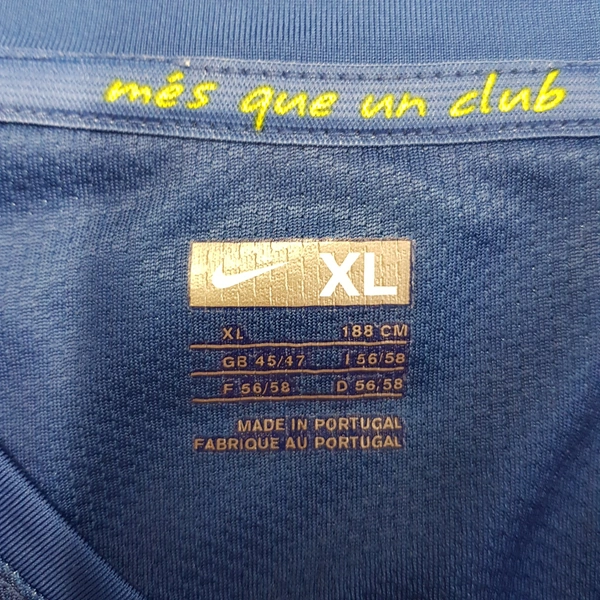 més que un club
XL
XL 188 CM
GB 45/47 I 56/58
F 56/58 D 56/58
MADE IN PORTUGAL
FABRIQUE AU PORTUGAL